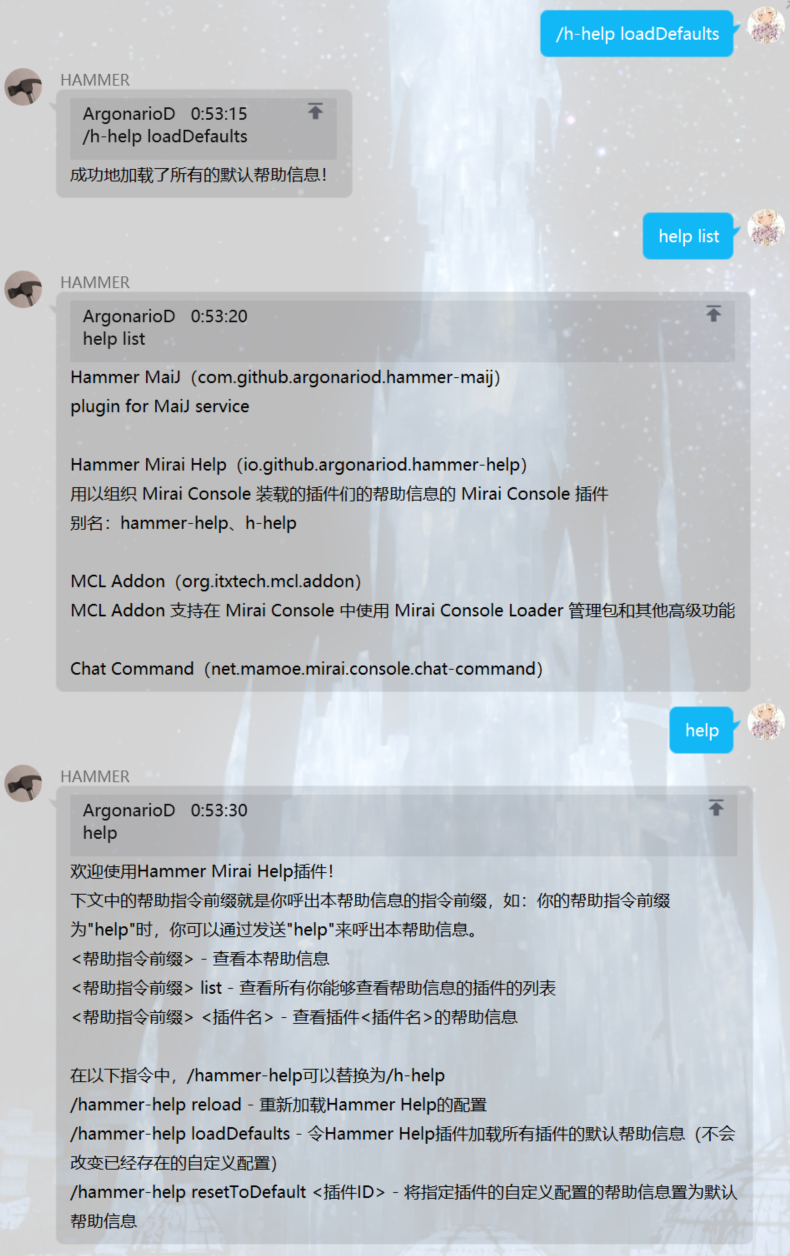 /h-help loadDefaults
HAMMER
ArgonarioD 0:53:15
/h-help loadDefaults
成功地加载了所有的默认帮助信息！
help list
HAMMER
ArgonarioD 0:53:20
help list
Hammer MaiJ（com.github.argonariod.hammer-maij）
plugin for MaiJ service
Hammer Mirai Help（io.github.argonariod.hammer-help）
用以组织 Mirai Console 装载的插件们的帮助信息的 Mirai Console 插件
别名：hammer-help、h-help
MCL Addon（org.itxtech.mcl.addon）
MCL Addon 支持在 Mirai Console 中使用 Mirai Console Loader 管理包和其他高级功能
Chat Command（net.mamoe.mirai.console.chat-command）
help
HAMMER
ArgonarioD 0:53:30
help
欢迎使用Hammer Mirai Help插件！
下文中的帮助指令前缀就是你呼出本帮助信息的指令前缀，如：你的帮助指令前缀
为"help"时，你可以通过发送"help"来呼出本帮助信息。
<帮助指令前缀> - 查看本帮助信息
<帮助指令前缀> list - 查看所有你能够查看帮助信息的插件的列表
<帮助指令前缀> <插件名> - 查看插件<插件名>的帮助信息
在以下指令中，/hammer-help可以替换为/h-help
/hammer-help reload - 重新加载Hammer Help的配置
/hammer-help loadDefaults - 令Hammer Help插件加载所有插件的默认帮助信息（不会
改变已经存在的自定义配置）
/hammer-help resetToDefault <插件ID> - 将指定插件的自定义配置的帮助信息置为默认
帮助信息